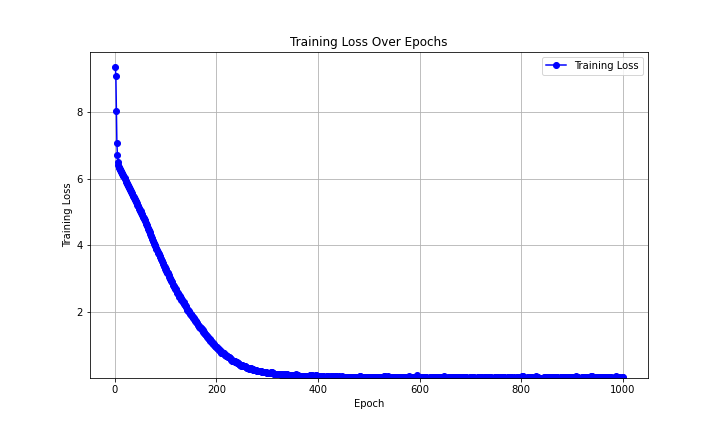 Training Loss Over Epochs
Training Loss
8
6
4
2
Training Loss
0 200 400 600 800 1000
Epoch